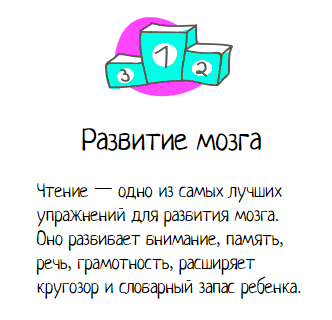 3 1 2
Развитие мозга
Чтение — одно из самых лучших
упражнений для развития мозга.
Оно развивает внимание, память,
речь, грамотность, расширяет
кругозор и словарный запас ребенка.